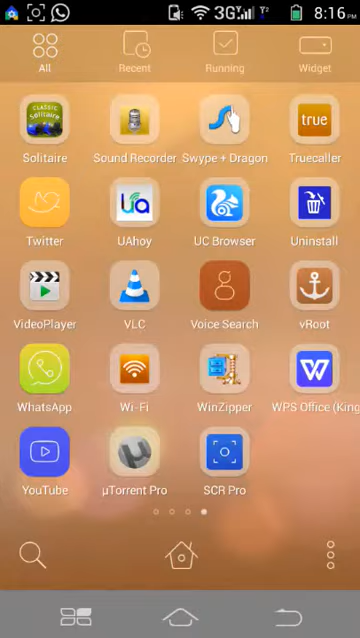 3G
8:16 PM
All
Recent
Running
Widget
CLASSIC
Solitaire
true
Solitaire
Sound Recorder
Swype + Dragon
Truecaller
Ua
Twitter
UAhoy
UC Browser
Uninstall
VideoPlayer
VLC
Voice Search
vRoot
W
WhatsApp
Wi-Fi
WinZipper
WPS Office (King
YouTube
µTorrent Pro
SCR Pro